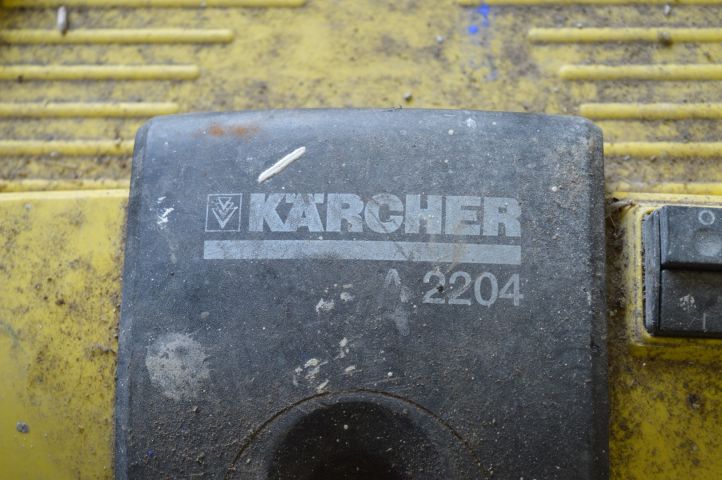 KÄRCHER
A 2204
O
I